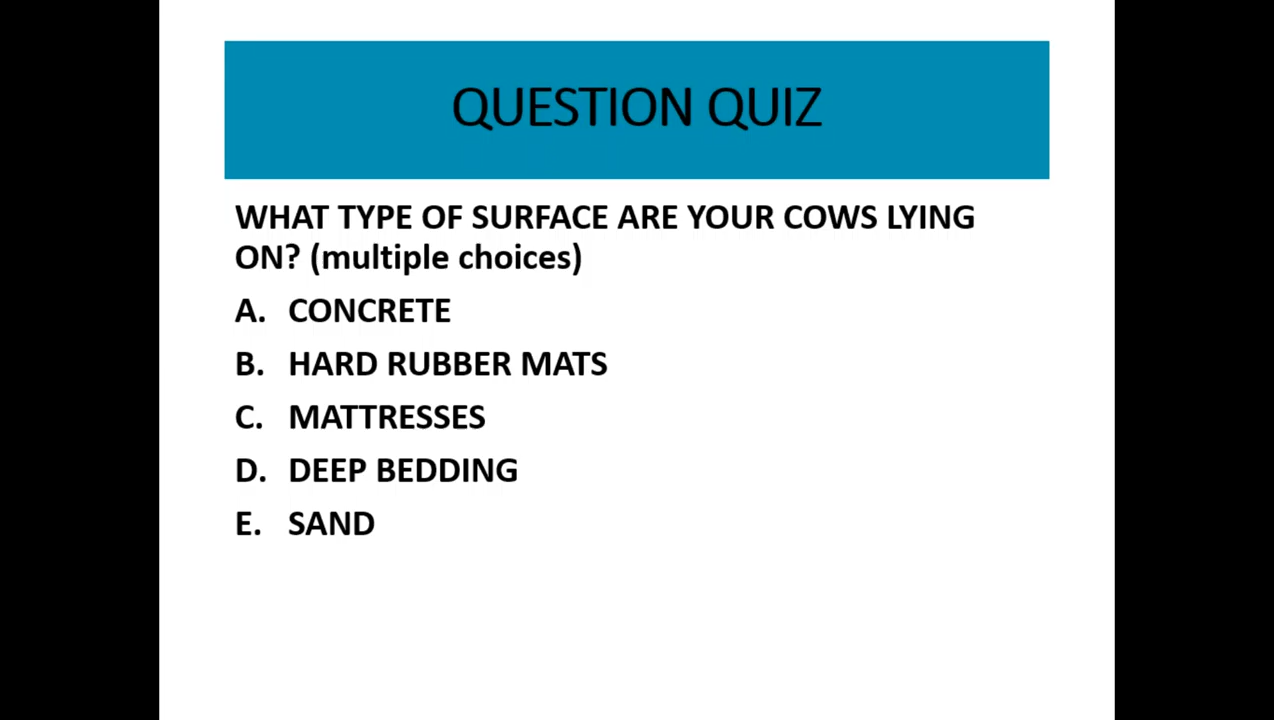 QUESTION QUIZ
WHAT TYPE OF SURFACE ARE YOUR COWS LYING
ON? (multiple choices)
A. CONCRETE
B. HARD RUBBER MATS
C. MATTRESSES
D. DEEP BEDDING
E. SAND